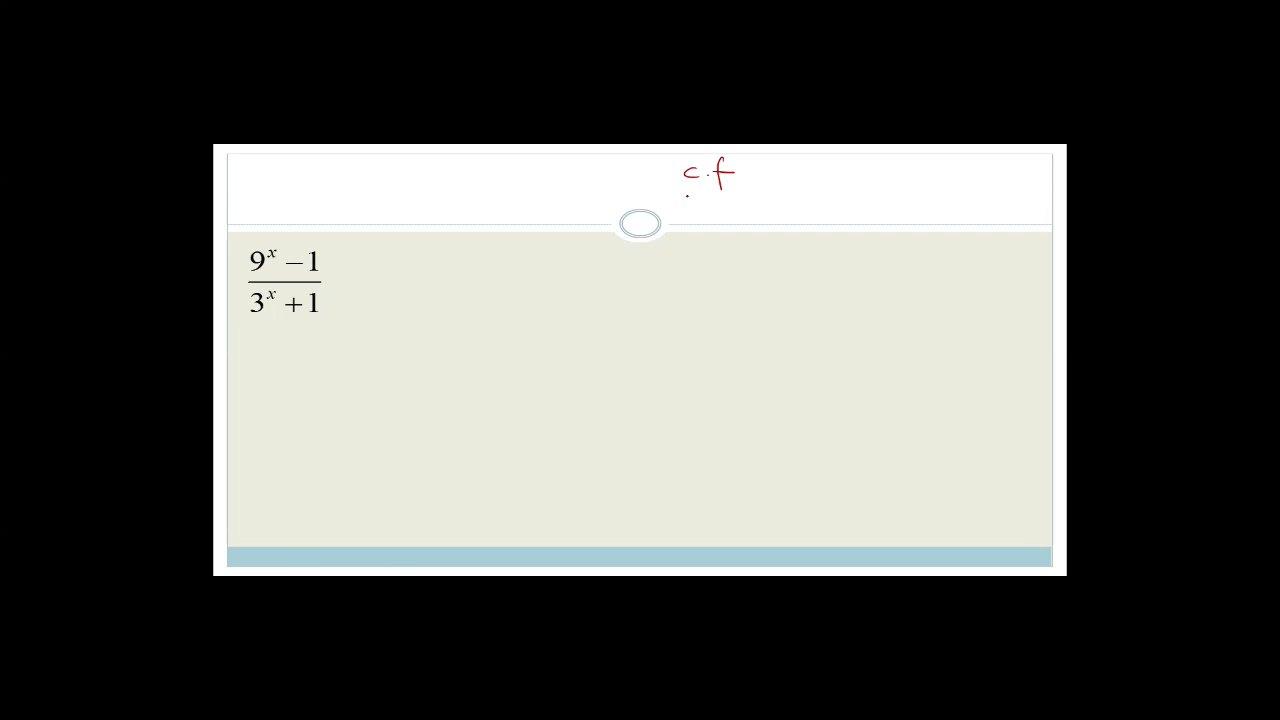 c.f
9^x − 1
3^x + 1